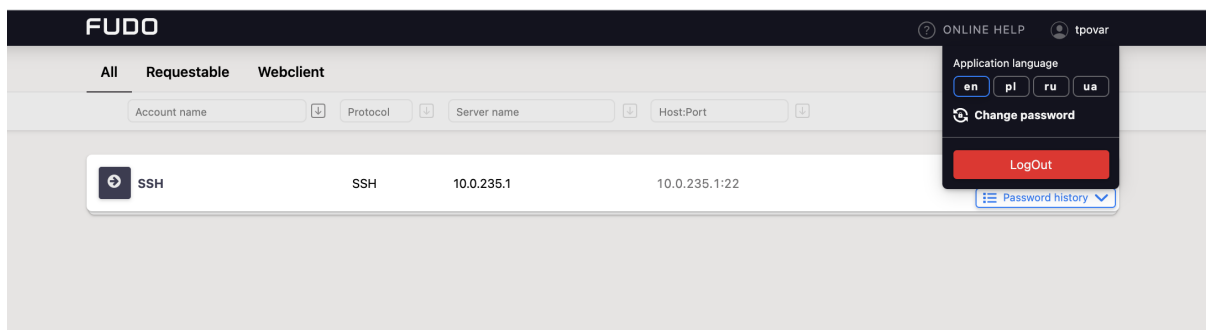 FUDO
ONLINE HELP tpovar
All Requestable Webclient
Application language
en pl ru ua
Account name Protocol Server name Host:Port
Change password
LogOut
SSH SSH 10.0.235.1 10.0.235.1:22
Password history